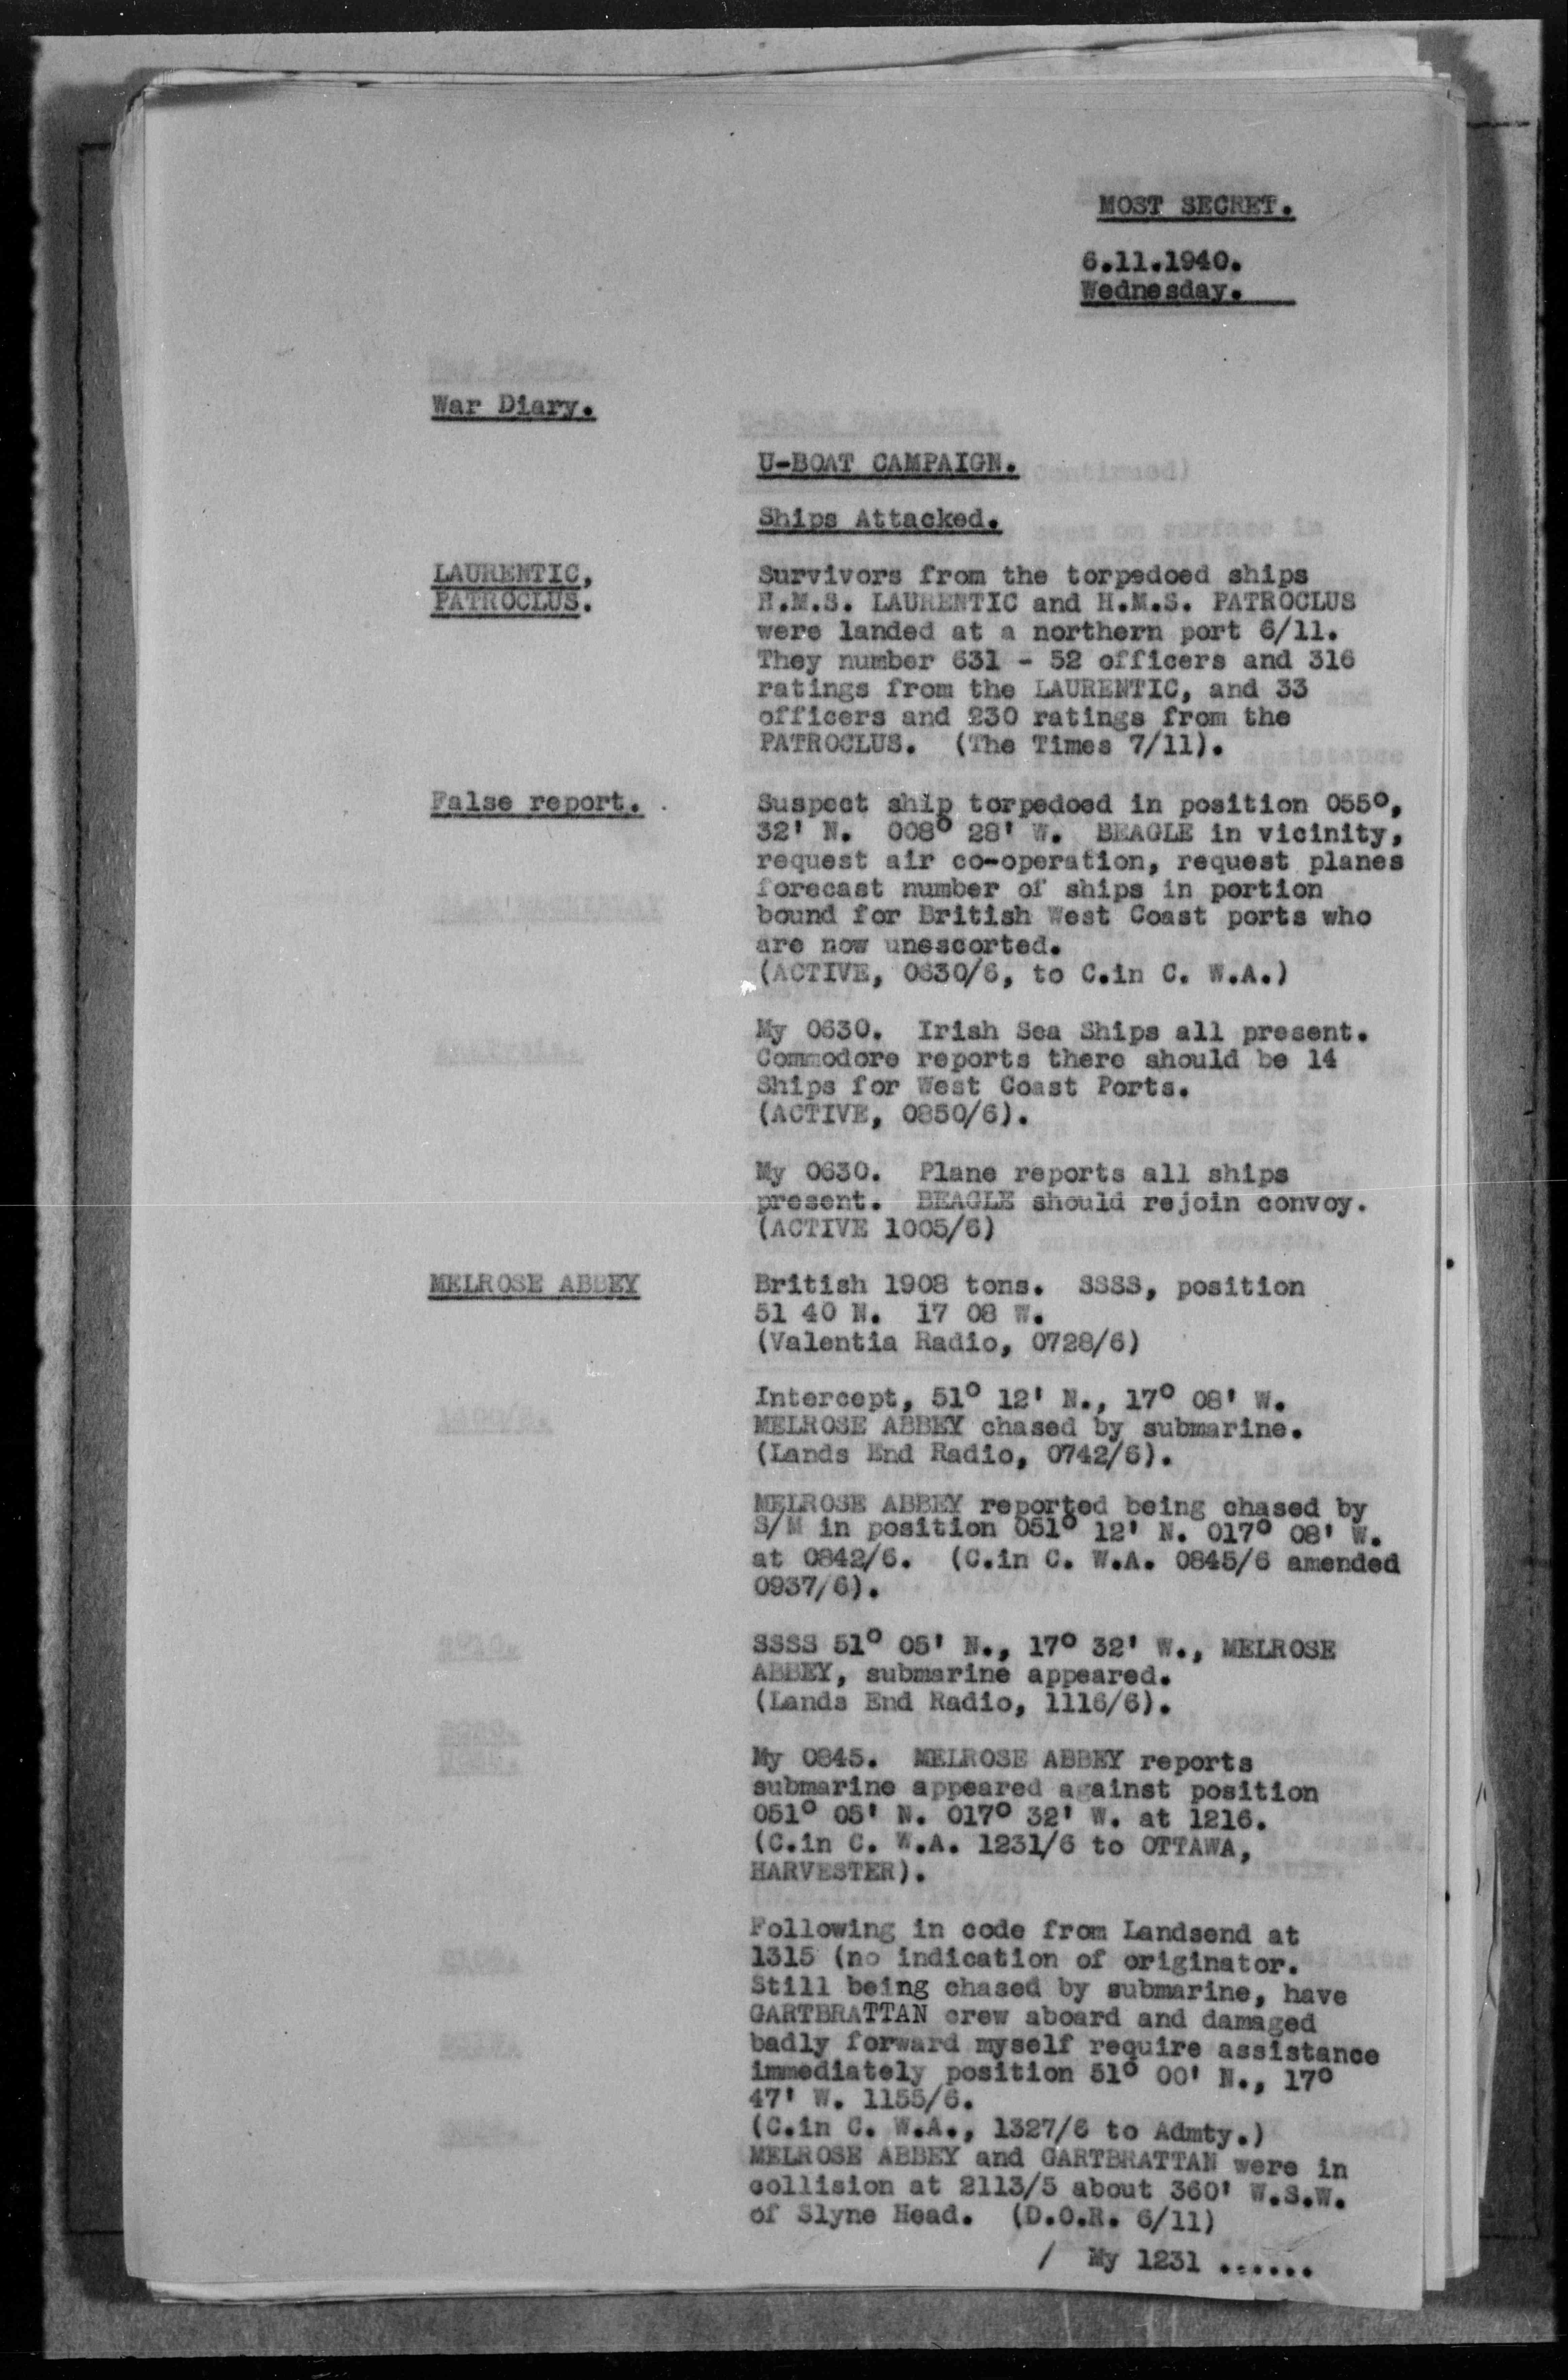 MOST SECRET.
6.11.1940.
Wednesday.
War Diary.
U-BOAT CAMPAIGN.
Ships Attacked.
LAURENTIC,
PATROCLUS.
Survivors from the torpedoed ships
H.M.S. LAURENTIC and H.M.S. PATROCLUS
were landed at a northern port 6/11.
They number 631 - 52 officers and 316
ratings from the LAURENTIC, and 33
officers and 230 ratings from the
PATROCLUS. (The Times 7/11).
False report.
Suspect ship torpedoed in position 055°,
32' N. 008° 28' W. BEAGLE in vicinity,
request air co-operation, request planes
forecast number of ships in portion
bound for British West Coast ports who
are now unescorted.
(ACTIVE, 0630/6, to C.in C. W.A.)
My 0630. Irish Sea Ships all present.
Commodore reports there should be 14
Ships for West Coast Ports.
(ACTIVE, 0850/6).
My 0630. Plane reports all ships
present. BEAGLE should rejoin convoy.
(ACTIVE 1005/6)
MELROSE ABBEY
British 1908 tons. SSSS, position
51 40 N. 17 08 W.
(Valentia Radio, 0728/6)
Intercept, 51° 12' N., 17° 08' W.
MELROSE ABBEY chased by submarine.
(Lands End Radio, 0742/6).
MELROSE ABBEY reported being chased by
S/M in position 051° 12' N. 017° 08' W.
at 0842/6. (C.in C. W.A. 0845/6 amended
0937/6).
SSSS 51° 05' N., 17° 32' W., MELROSE
ABBEY, submarine appeared.
(Lands End Radio, 1116/6).
My 0845. MELROSE ABBEY reports
submarine appeared against position
051° 05' N. 017° 32' W. at 1216.
(C.in C. W.A. 1231/6 to OTTAWA,
HARVESTER).
Following in code from Landsend at
1315 (no indication of originator.
Still being chased by submarine, have
GARTBRATTAN crew aboard and damaged
badly forward myself require assistance
immediately position 51° 00' N., 17°
47' W. 1155/6.
(C.in C. W.A., 1327/6 to Admty.)
MELROSE ABBEY and GARTBRATTAN were in
collision at 2113/5 about 360' W.S.W.
of Slyne Head. (D.O.R. 6/11)
/ My 1231 .......